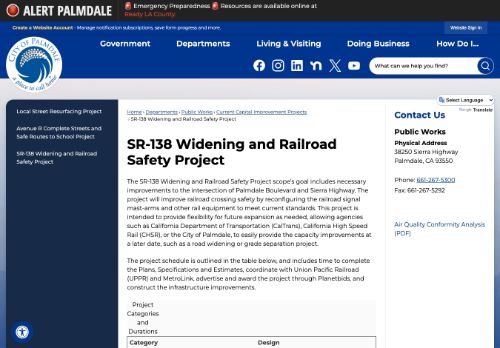 ALERT PALMDALE
🚨 Emergency Preparedness 🚨 Resources are available online at
Ready LA County.
Create a Website Account - Manage notification subscriptions, save form progress and more.
Website Sign In
CITY OF PALMDALE
a place to call home
Government
Departments
Living & Visiting
Doing Business
How Do I...
What can we help you find?
Select Language
Google Translate
Local Street Resurfacing Project
Avenue R Complete Streets and
Safe Routes to School Project
SR-138 Widening and Railroad
Safety Project
Home › Departments › Public Works › Current Capital Improvement Projects
› SR-138 Widening and Railroad Safety Project
SR-138 Widening and Railroad
Safety Project
The SR-138 Widening and Railroad Safety Project scope's goal includes necessary
improvements to the intersection of Palmdale Boulevard and Sierra Highway. The
project will improve railroad crossing safety by reconfiguring the railroad signal
mast-arms and other rail equipment to meet current standards. This project is
intended to provide flexibility for future expansion as needed, allowing agencies
such as California Department of Transportation (CalTrans), California High Speed
Rail (CHSR), or the City of Palmdale, to easily provide the capacity improvements at
a later date, such as a road widening or grade separation project.
The project schedule is outlined in the table below, and includes time to complete
the Plans, Specifications and Estimates, coordinate with Union Pacific Railroad
(UPPR) and MetroLink, advertise and award the project through Planetbids, and
construct the infrastructure improvements.
Project
Categories
and
Durations
Category
Design
Contact Us
Public Works
Physical Address
38250 Sierra Highway
Palmdale, CA 93550
Phone: 661-267-5300
Fax: 661-267-5292
Air Quality Conformity Analysis
(PDF)